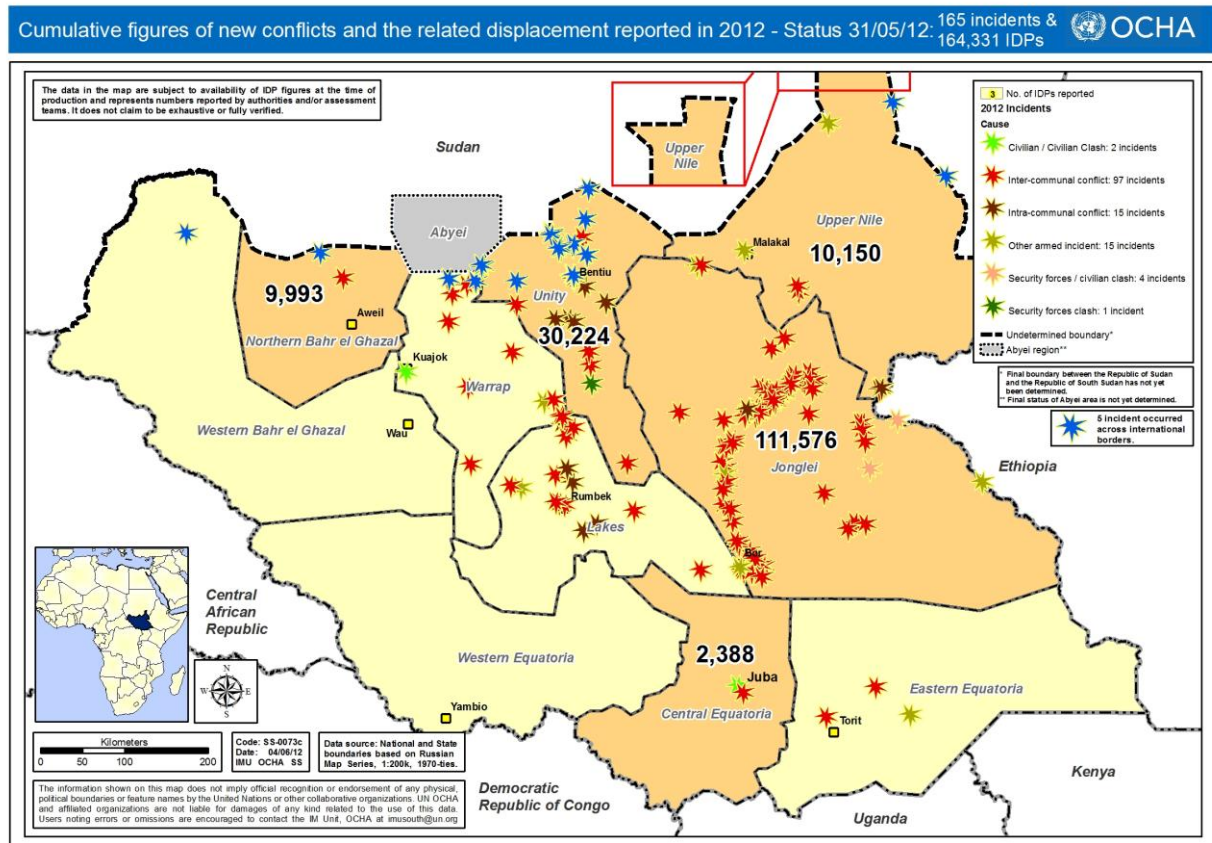 Cumulative figures of new conflicts and the related displacement reported in 2012 - Status 31/05/12:
165 incidents &
164,331 IDPs
OCHA
The data in the map are subject to availability of IDP figures at the time of
production and represents numbers reported by authorities and/or assessment
teams. It does not claim to be exhaustive or fully verified.
3 No. of IDPs reported
2012 Incidents
Cause
Civilian / Civilian Clash: 2 incidents
Inter-communal conflict: 97 incidents
Intra-communal conflict: 15 incidents
Other armed incident: 15 incidents
Security forces / civilian clash: 4 incidents
Security forces clash: 1 incident
Undetermined boundary*
Abyei region**
* Final boundary between the Republic of Sudan
and the Republic of South Sudan has not yet
been determined.
** Final status of Abyei area is not yet determined.
5 incident occurred
across international
borders.
Sudan
Upper
Nile
Abyei
Upper Nile
Malakal
10,150
Bentiu
Unity
30,224
9,993
Aweil
Northern Bahr el Ghazal
Kuajok
Warrap
Western Bahr el Ghazal
Wau
111,576
Jonglei
Ethiopia
Rumbek
Lakes
Bor
Central
African
Republic
Western Equatoria
2,388
Juba
Central Equatoria
Eastern Equatoria
Yambio
Torit
Kenya
Democratic
Republic of Congo
Uganda
N
W E
S
Kilometers
0 50 100 200
Code: SS-0073c
Date: 04/06/12
IMU OCHA SS
Data source: National and State
boundaries based on Russian
Map Series, 1:200k, 1970-ties.
The information shown on this map does not imply official recognition or endorsement of any physical,
political boundaries or feature names by the United Nations or other collaborative organizations. UN OCHA
and affiliated organizations are not liable for damages of any kind related to the use of this data.
Users noting errors or omissions are encouraged to contact the IM Unit, OCHA at imusouth@un.org